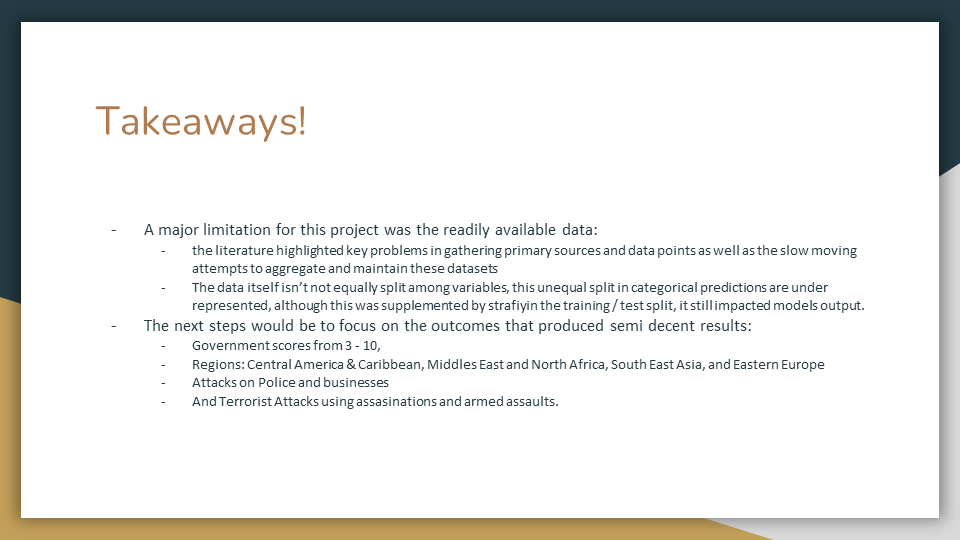 Takeaways!
- A major limitation for this project was the readily available data:
- the literature highlighted key problems in gathering primary sources and data points as well as the slow moving
attempts to aggregate and maintain these datasets
- The data itself isn't not equally split among variables, this unequal split in categorical predictions are under
represented, although this was supplemented by strafiyin the training / test split, it still impacted models output.
- The next steps would be to focus on the outcomes that produced semi decent results:
- Government scores from 3 - 10,
- Regions: Central America & Caribbean, Middles East and North Africa, South East Asia, and Eastern Europe
- Attacks on Police and businesses
- And Terrorist Attacks using assasinations and armed assaults.